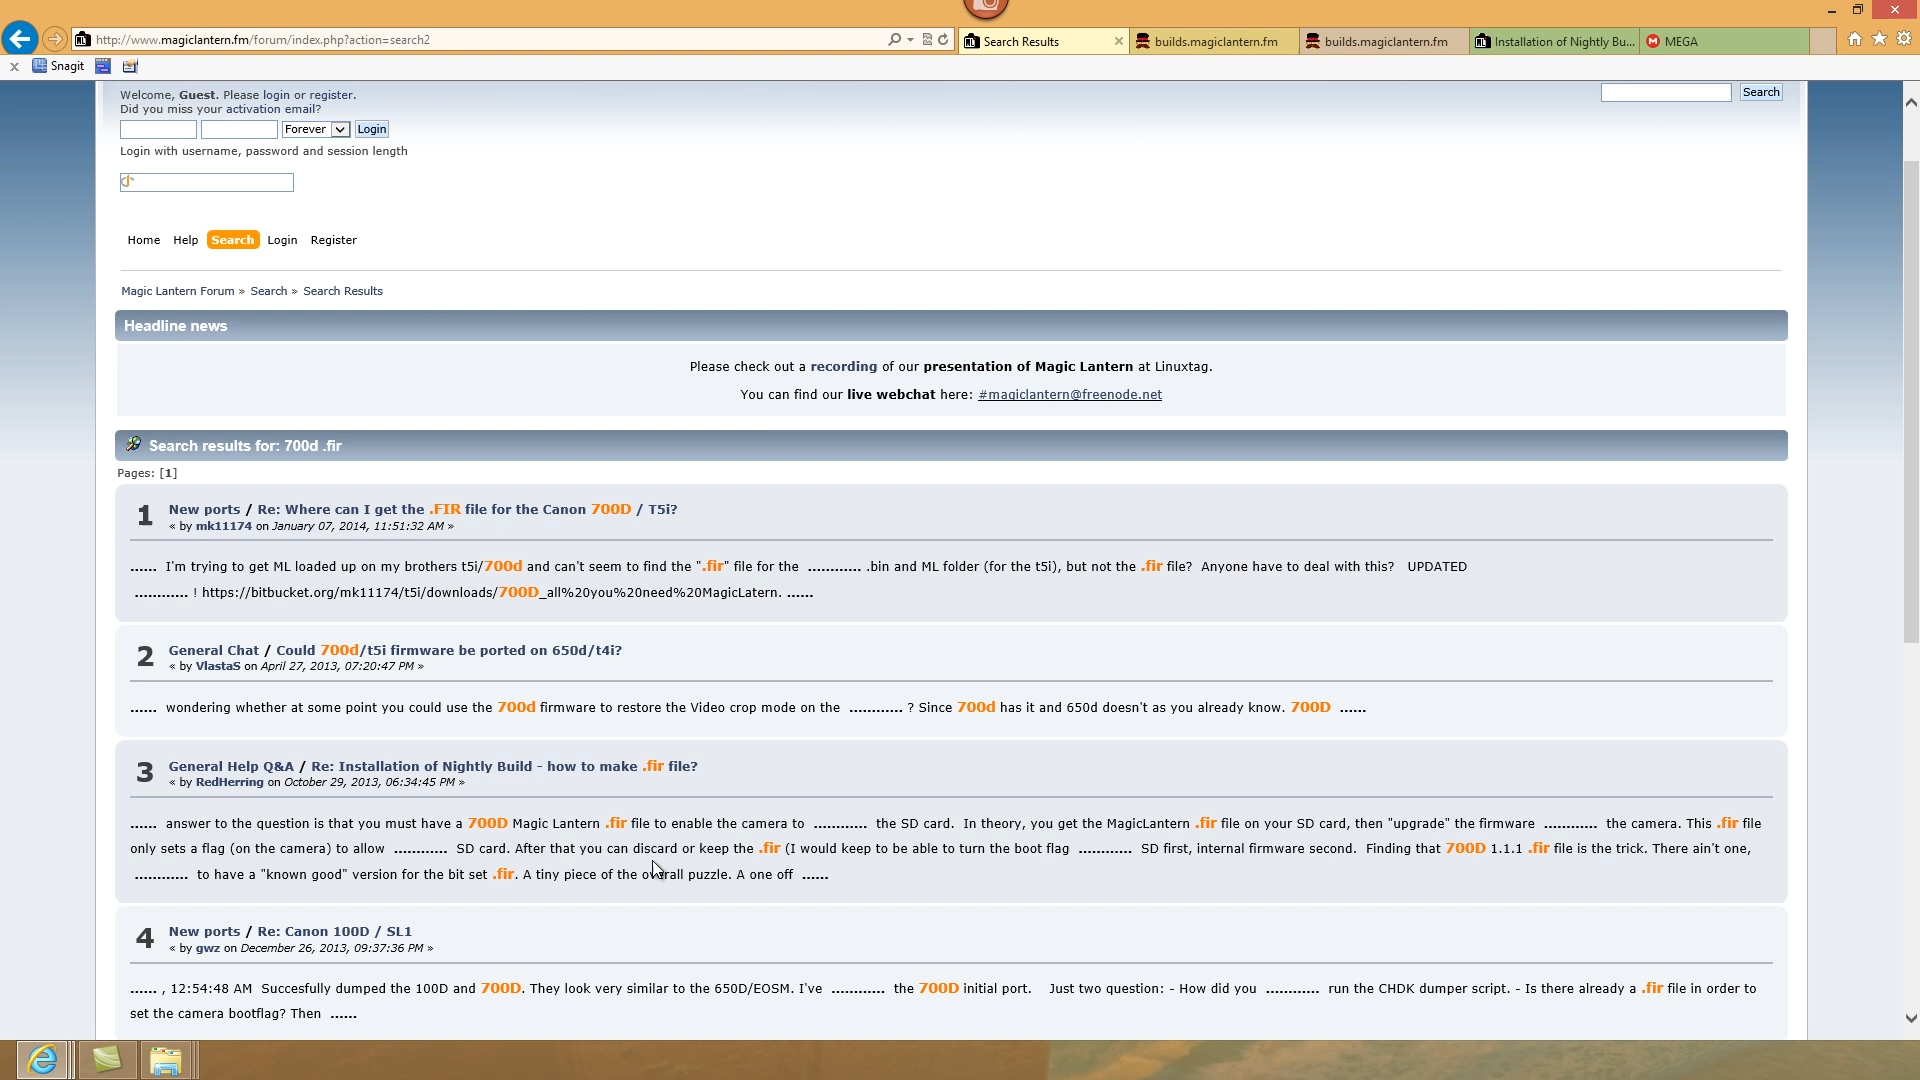 http://www.magiclantern.fm/forum/index.php?action=search2
Search Results
builds.magiclantern.fm
builds.magiclantern.fm
Installation of Nightly Bu...
MEGA
x Snagit
Welcome, Guest. Please login or register.
Did you miss your activation email?
Search
Forever
Login
Login with username, password and session length
Home Help Search Login Register
Magic Lantern Forum » Search » Search Results
Headline news
Please check out a recording of our presentation of Magic Lantern at Linuxtag.
You can find our live webchat here: #magiclantern@freenode.net
Search results for: 700d .fir
Pages: [1]
1 New ports / Re: Where can I get the .FIR file for the Canon 700D / T5i?
« by mk11174 on January 07, 2014, 11:51:32 AM »
...... I'm trying to get ML loaded up on my brothers t5i/700d and can't seem to find the ".fir" file for the ............ .bin and ML folder (for the t5i), but not the .fir file? Anyone have to deal with this? UPDATED
............ ! https://bitbucket.org/mk11174/t5i/downloads/700D_all%20you%20need%20MagicLatern. ......
2 General Chat / Could 700d/t5i firmware be ported on 650d/t4i?
« by VlastaS on April 27, 2013, 07:20:47 PM »
...... wondering whether at some point you could use the 700d firmware to restore the Video crop mode on the ............ ? Since 700d has it and 650d doesn't as you already know. 700D ......
3 General Help Q&A / Re: Installation of Nightly Build - how to make .fir file?
« by RedHerring on October 29, 2013, 06:34:45 PM »
...... answer to the question is that you must have a 700D Magic Lantern .fir file to enable the camera to ............ the SD card. In theory, you get the MagicLantern .fir file on your SD card, then "upgrade" the firmware ............ the camera. This .fir file
only sets a flag (on the camera) to allow ............ SD card. After that you can discard or keep the .fir (I would keep to be able to turn the boot flag ............ SD first, internal firmware second. Finding that 700D 1.1.1 .fir file is the trick. There ain't one,
............ to have a "known good" version for the bit set .fir. A tiny piece of the overall puzzle. A one off ......
4 New ports / Re: Canon 100D / SL1
« by gwz on December 26, 2013, 09:37:36 PM »
...... , 12:54:48 AM Succesfully dumped the 100D and 700D. They look very similar to the 650D/EOSM. I've ............ the 700D initial port. Just two question: - How did you ............ run the CHDK dumper script. - Is there already a .fir file in order to
set the camera bootflag? Then ......